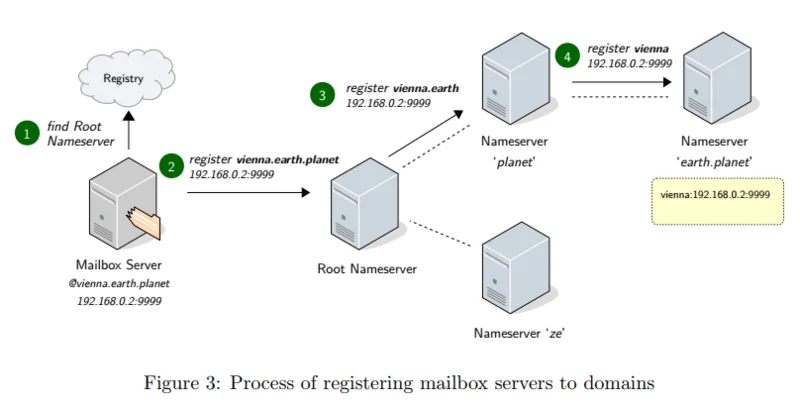 Registry
1
find Root
Nameserver
2
register vienna.earth.planet
192.168.0.2:9999
3
register vienna.earth
192.168.0.2:9999
4
register vienna
192.168.0.2:9999
Mailbox Server
@vienna.earth.planet
192.168.0.2:9999
Root Nameserver
Nameserver
‘planet’
Nameserver
‘earth.planet’
vienna:192.168.0.2:9999
Nameserver ‘ze’
Figure 3: Process of registering mailbox servers to domains